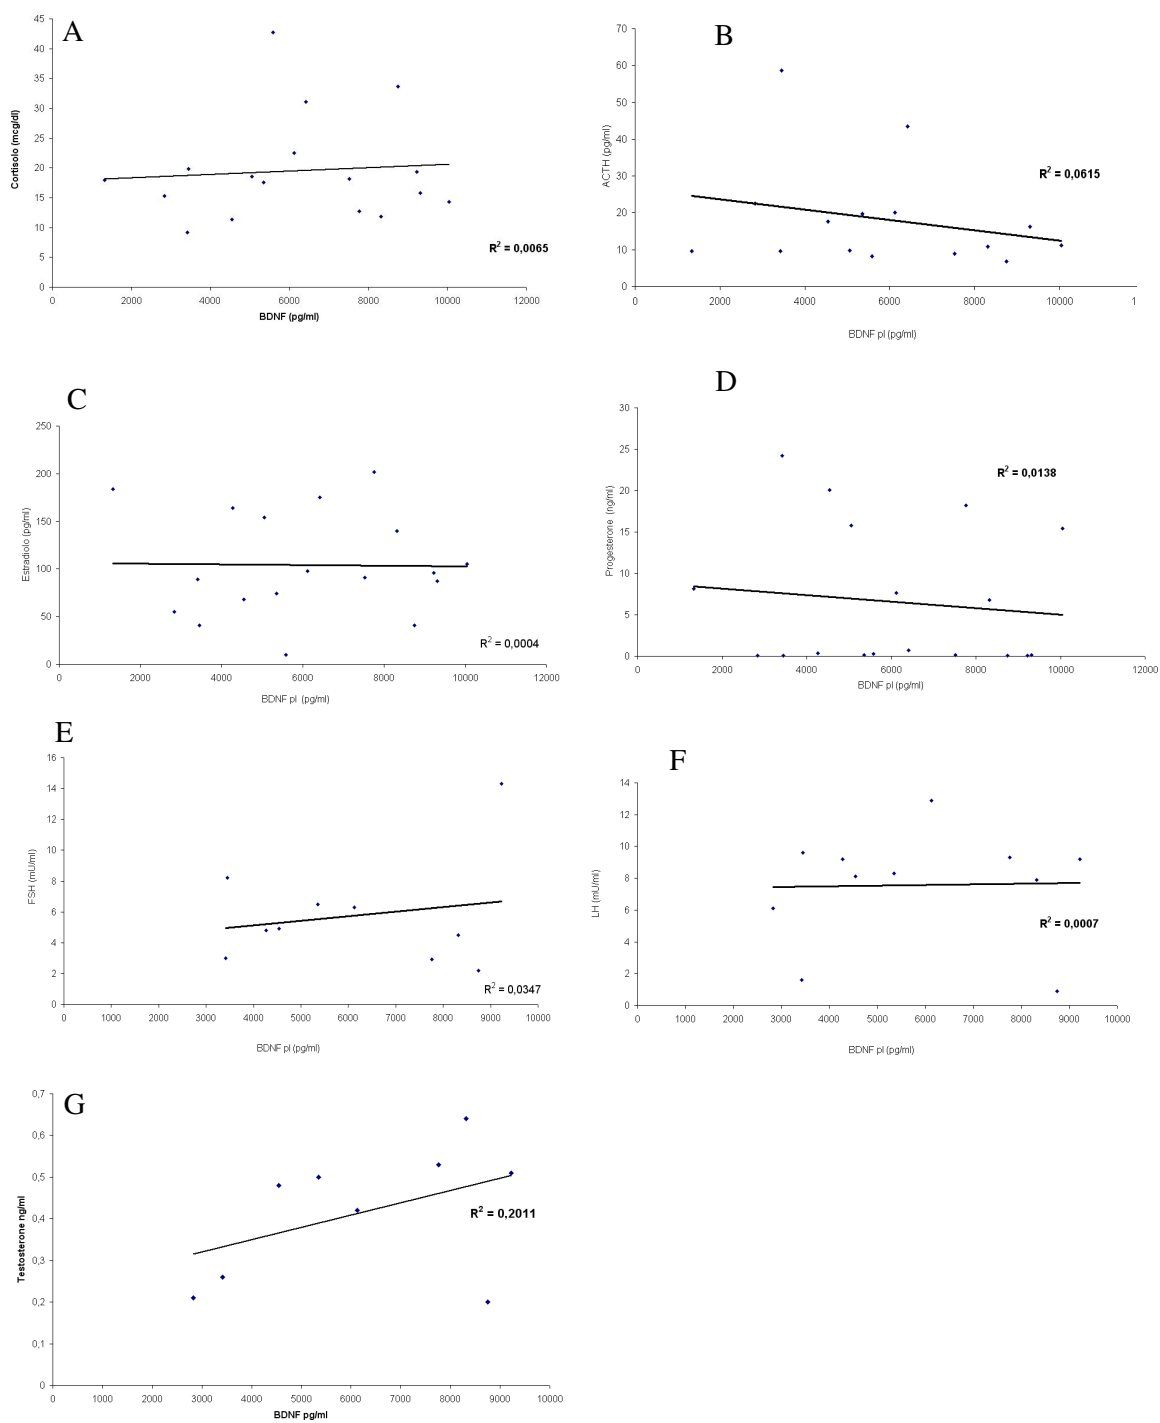 A
45
40
35
30
25
20
15
10
5
0
Cortisolo (mcg/dl)
R² = 0,0065
0 2000 4000 6000 8000 10000 12000
BDNF (pg/ml)
B
70
60
50
40
30
20
10
0
ACTH (pg/ml)
R² = 0,0615
2000 4000 6000 8000 10000 1
BDNF pl (pg/ml)
C
250
200
150
100
50
0
Estradiolo (pg/ml)
R² = 0,0004
0 2000 4000 6000 8000 10000 12000
BDNF pl (pg/ml)
D
30
25
20
15
10
5
0
Progesterone (ng/ml)
R² = 0,0138
0 2000 4000 6000 8000 10000 12000
BDNF pl (pg/ml)
E
16
14
12
10
8
6
4
2
0
FSH (mU/ml)
R² = 0,0347
0 1000 2000 3000 4000 5000 6000 7000 8000 9000 10000
BDNF pl (pg/ml)
F
14
12
10
8
6
4
2
0
LH (mU/ml)
R² = 0,0007
0 1000 2000 3000 4000 5000 6000 7000 8000 9000 10000
BDNF pl (pg/ml)
G
0,7
0,6
0,5
0,4
0,3
0,2
0,1
0
Testosterone ng/ml
R² = 0,2011
0 1000 2000 3000 4000 5000 6000 7000 8000 9000 10000
BDNF pg/ml